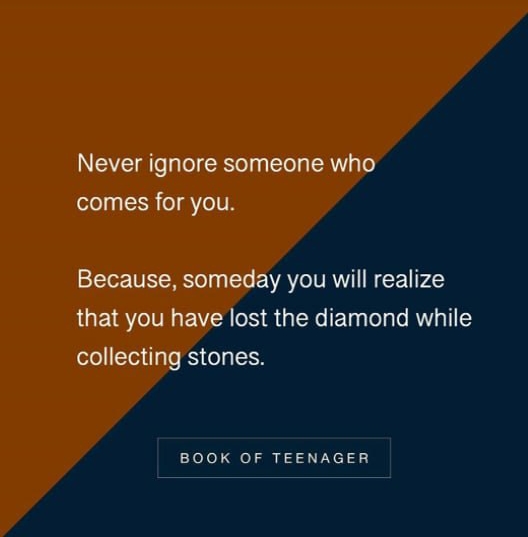 Never ignore someone who
comes for you.
Because, someday you will realize
that you have lost the diamond while
collecting stones.
BOOK OF TEENAGER